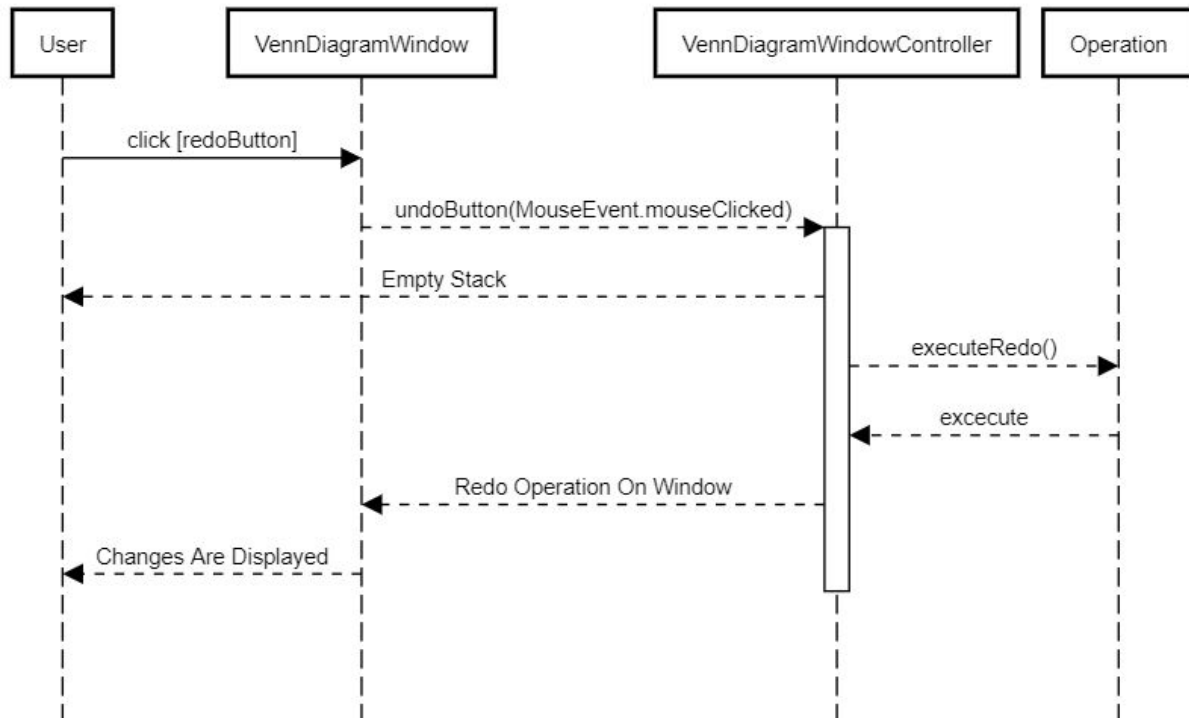 User
VennDiagramWindow
VennDiagramWindowController
Operation
click [redoButton]
undoButton(MouseEvent.mouseClicked)
Empty Stack
executeRedo()
excecute
Redo Operation On Window
Changes Are Displayed